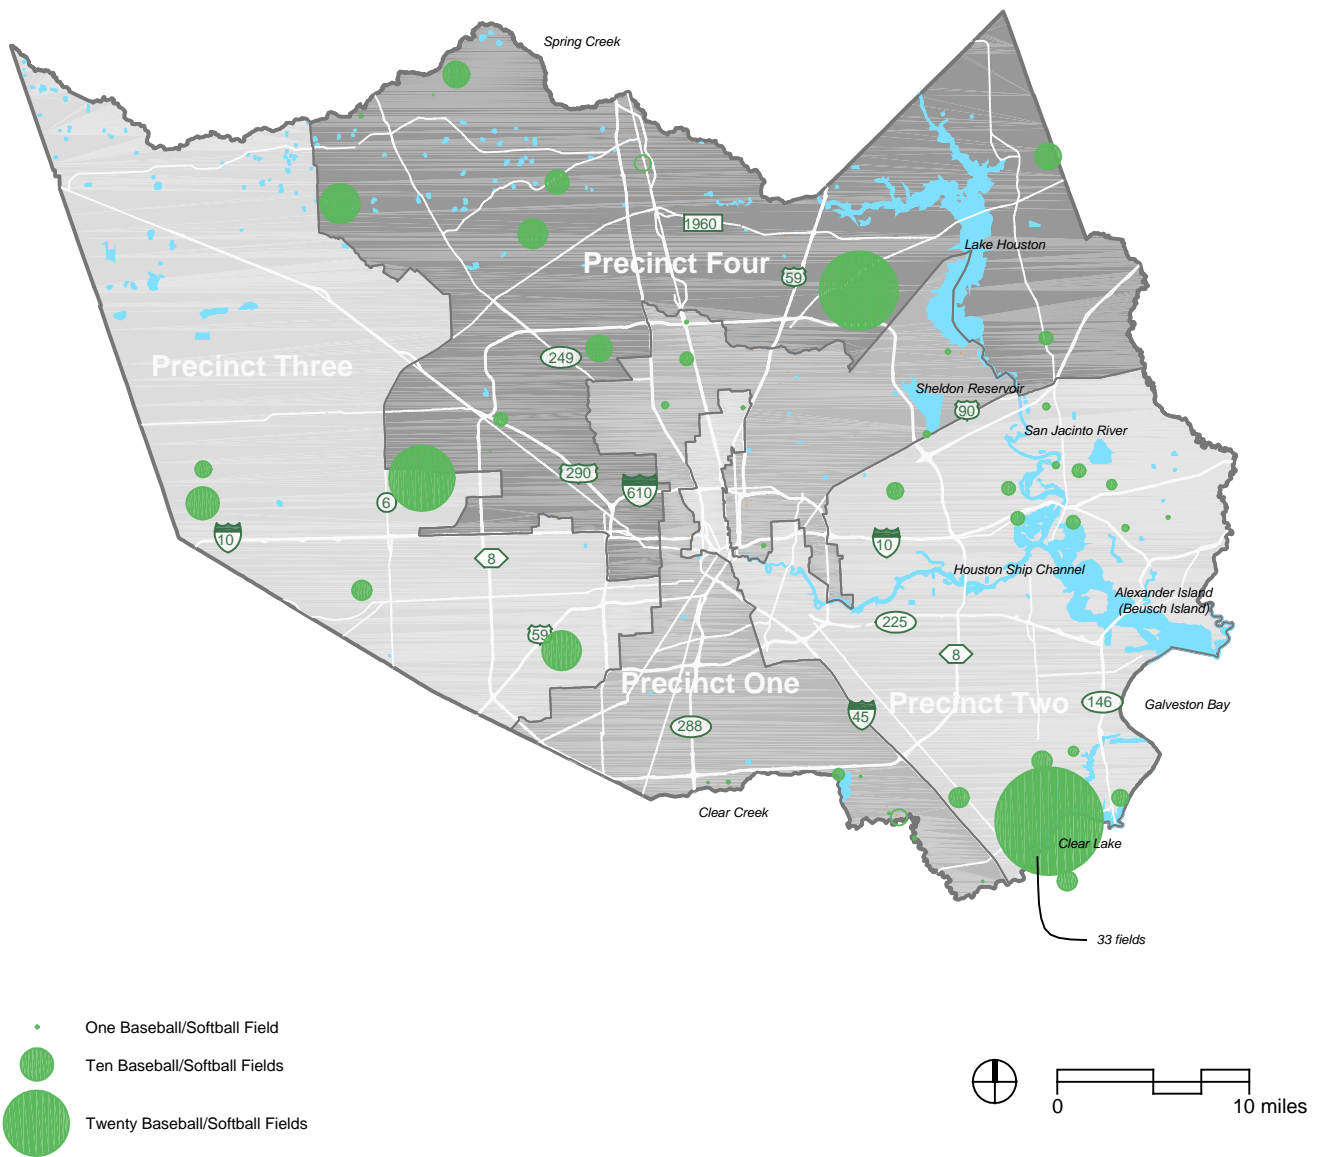 Spring Creek
1960
Lake Houston
Precinct Four
59
249
Precinct Three
Sheldon Reservoir
90
San Jacinto River
290
610
6
10
8
10
Houston Ship Channel
Alexander Island
(Beusch Island)
225
59
8
Precinct One
Precinct Two
146
Galveston Bay
45
288
Clear Creek
Clear Lake
33 fields
One Baseball/Softball Field
Ten Baseball/Softball Fields
Twenty Baseball/Softball Fields
0
10 miles